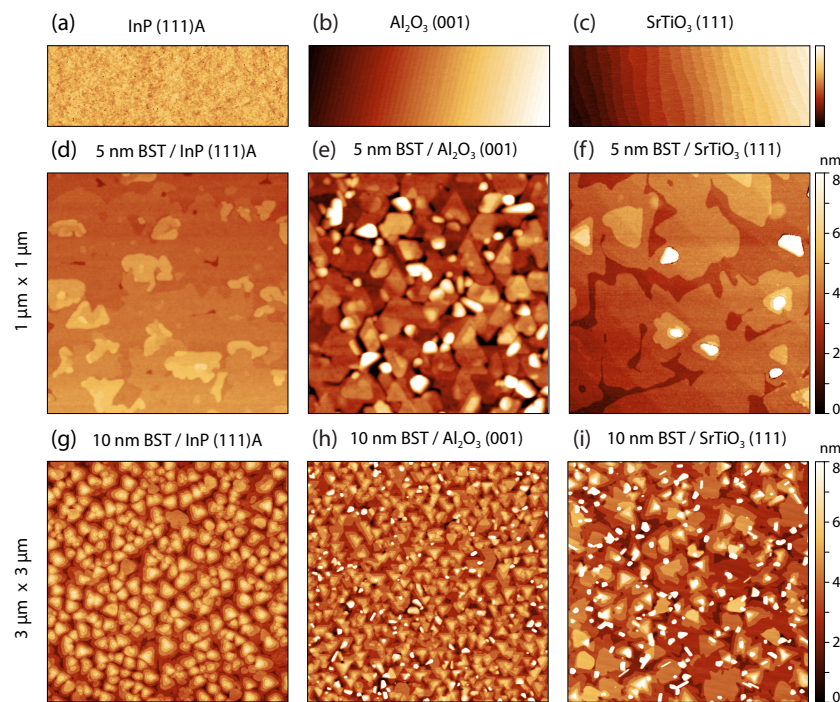 (a) InP (111)A
(b) Al₂O₃ (001)
(c) SrTiO₃ (111)
(d) 5 nm BST / InP (111)A
(e) 5 nm BST / Al₂O₃ (001)
(f) 5 nm BST / SrTiO₃ (111)
nm
8
6
4
2
0
1 μm x 1 μm
(g) 10 nm BST / InP (111)A
(h) 10 nm BST / Al₂O₃ (001)
(i) 10 nm BST / SrTiO₃ (111)
nm
8
6
4
2
0
3 μm x 3 μm